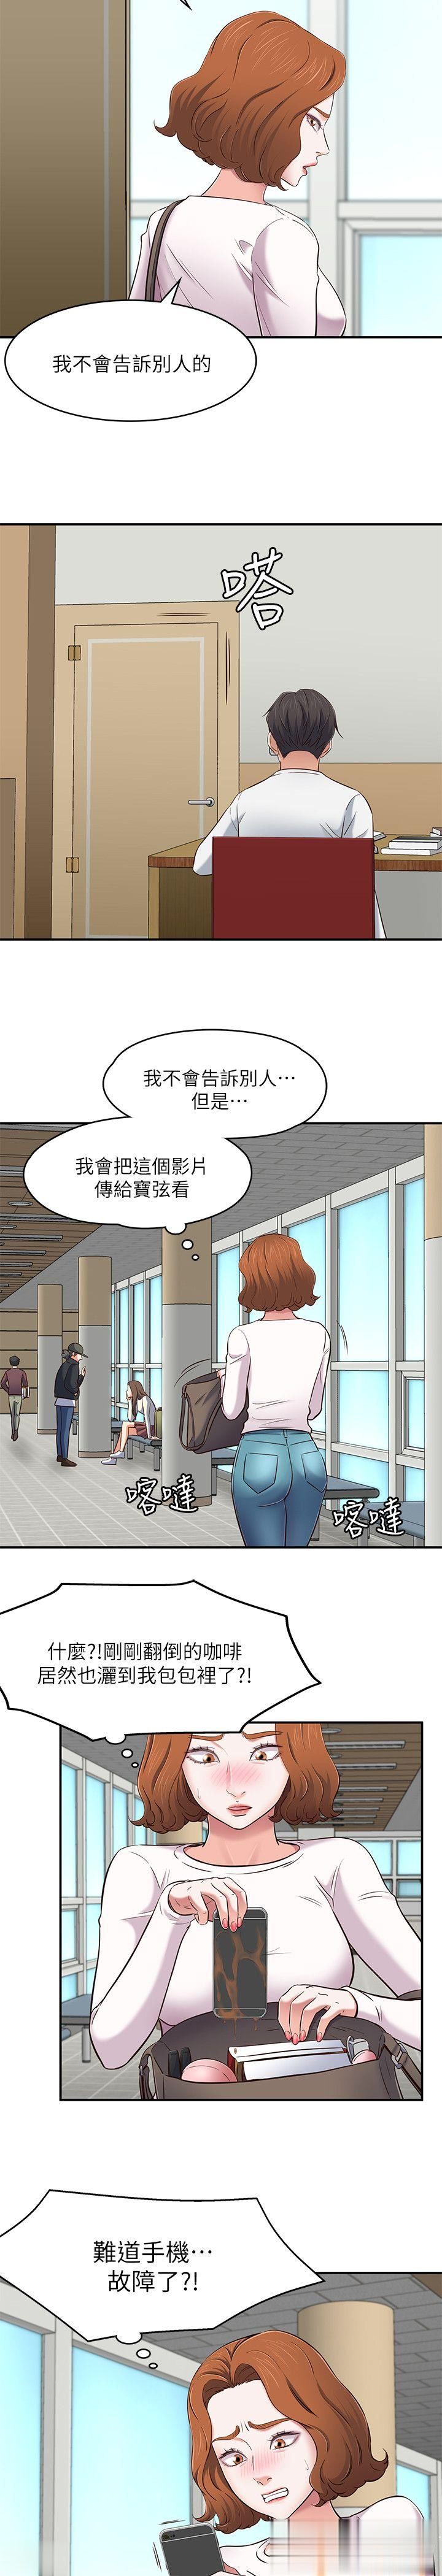 我不會告訴別人的
嗒
我不會告訴別人⋯
但是⋯
我會把這個影片
傳給寶弦看
喀噠
喀噠
什麼?!剛剛翻倒的咖啡
居然也灑到我包包裡了?!
難道手機⋯
故障了?!